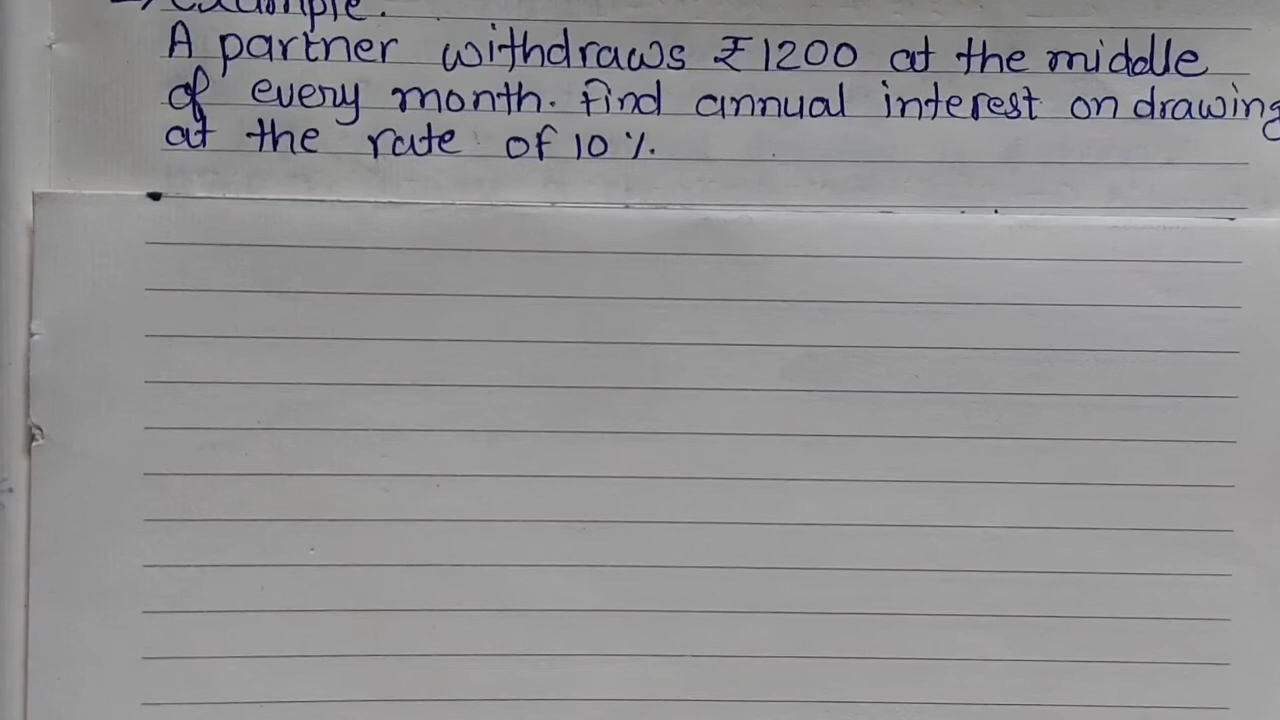 → Example.
A partner withdraws ₹1200 at the middle
of every month. find annual interest on drawing
at the rate of 10%.